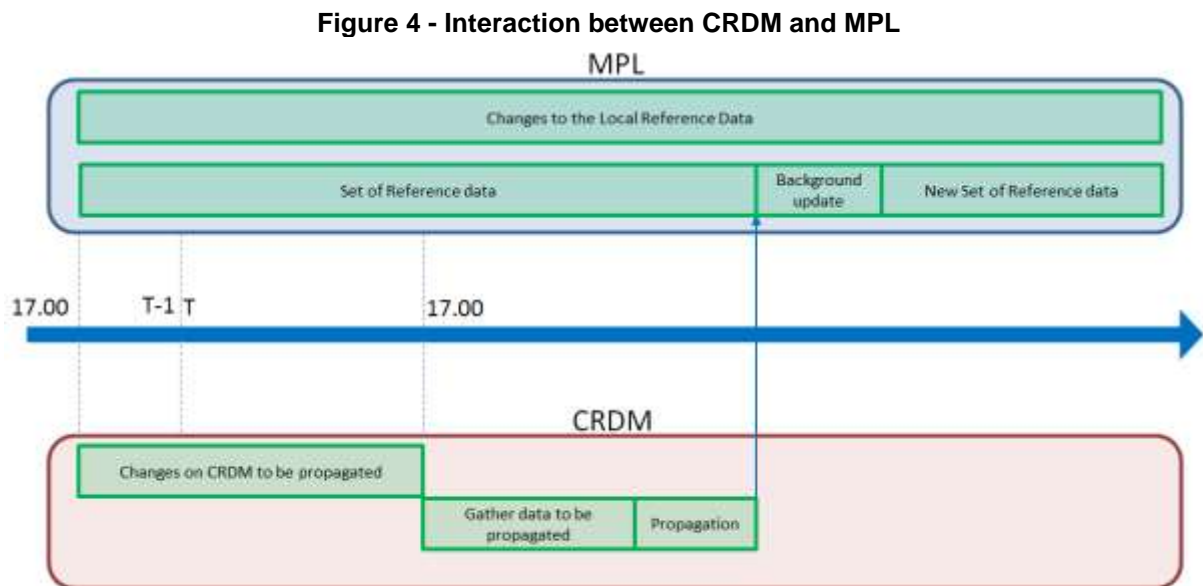 Figure 4 - Interaction between CRDM and MPL
MPL
Changes to the Local Reference Data
Set of Reference data
Background
update
New Set of Reference data
17.00
T-1 T
17.00
CRDM
Changes on CRDM to be propagated
Gather data to be
propagated
Propagation